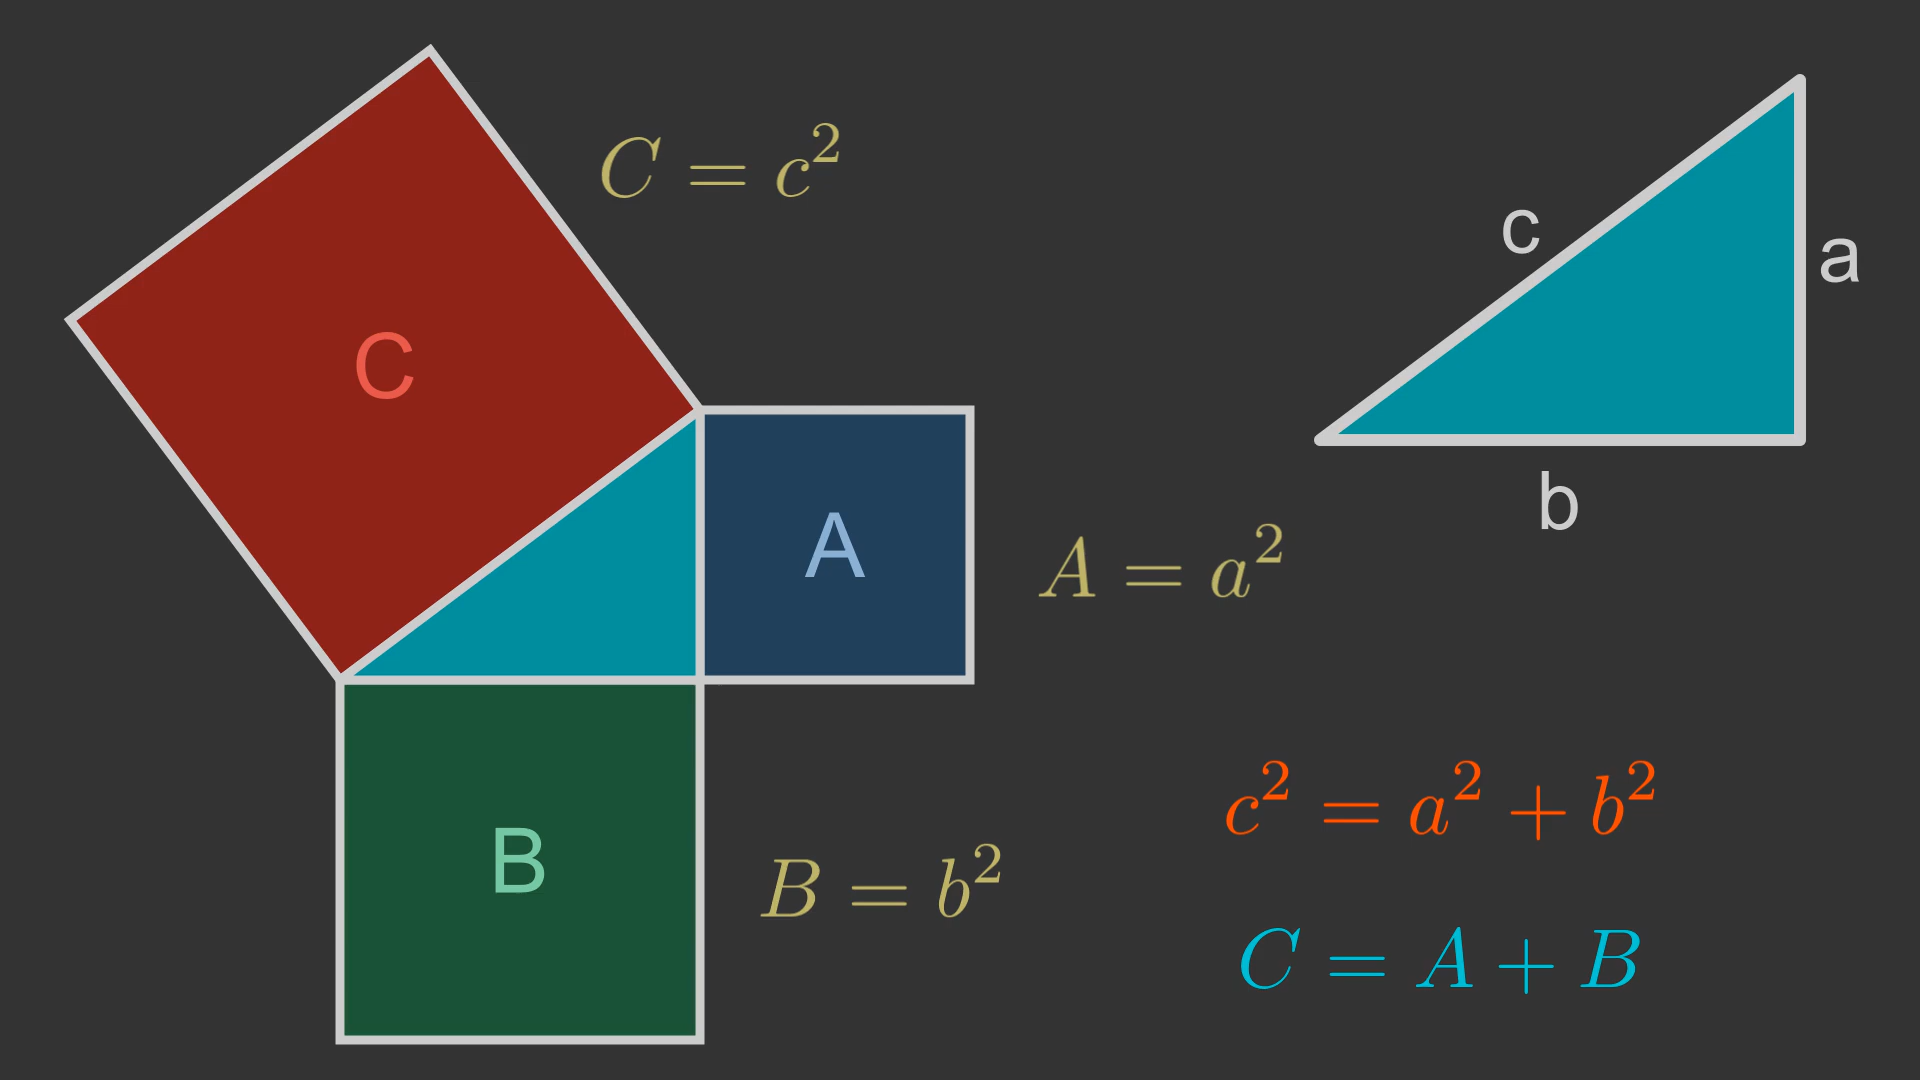 C = c²
c
a
C
b
A
A = a²
B
B = b²
c² = a² + b²
C = A + B